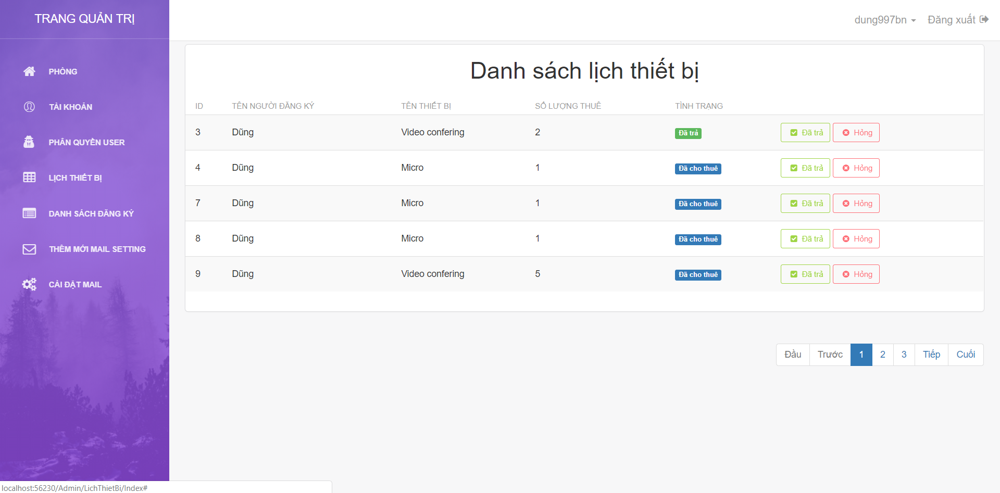 TRANG QUẢN TRỊ
dung997bn Đăng xuất
PHÒNG
TÀI KHOẢN
PHÂN QUYỀN USER
LỊCH THIẾT BỊ
DANH SÁCH ĐĂNG KÝ
THÊM MỚI MAIL SETTING
CÀI ĐẶT MAIL
Danh sách lịch thiết bị
ID TÊN NGƯỜI ĐĂNG KÝ TÊN THIẾT BỊ SỐ LƯỢNG THUÊ TÌNH TRẠNG
3 Dũng Video confering 2 Đã trả Đã trả Hỏng
4 Dũng Micro 1 Đã cho thuê Đã trả Hỏng
7 Dũng Micro 1 Đã cho thuê Đã trả Hỏng
8 Dũng Micro 1 Đã cho thuê Đã trả Hỏng
9 Dũng Video confering 5 Đã cho thuê Đã trả Hỏng
Đầu Trước 1 2 3 Tiếp Cuối
localhost:56230/Admin/LichThietBi/Index#